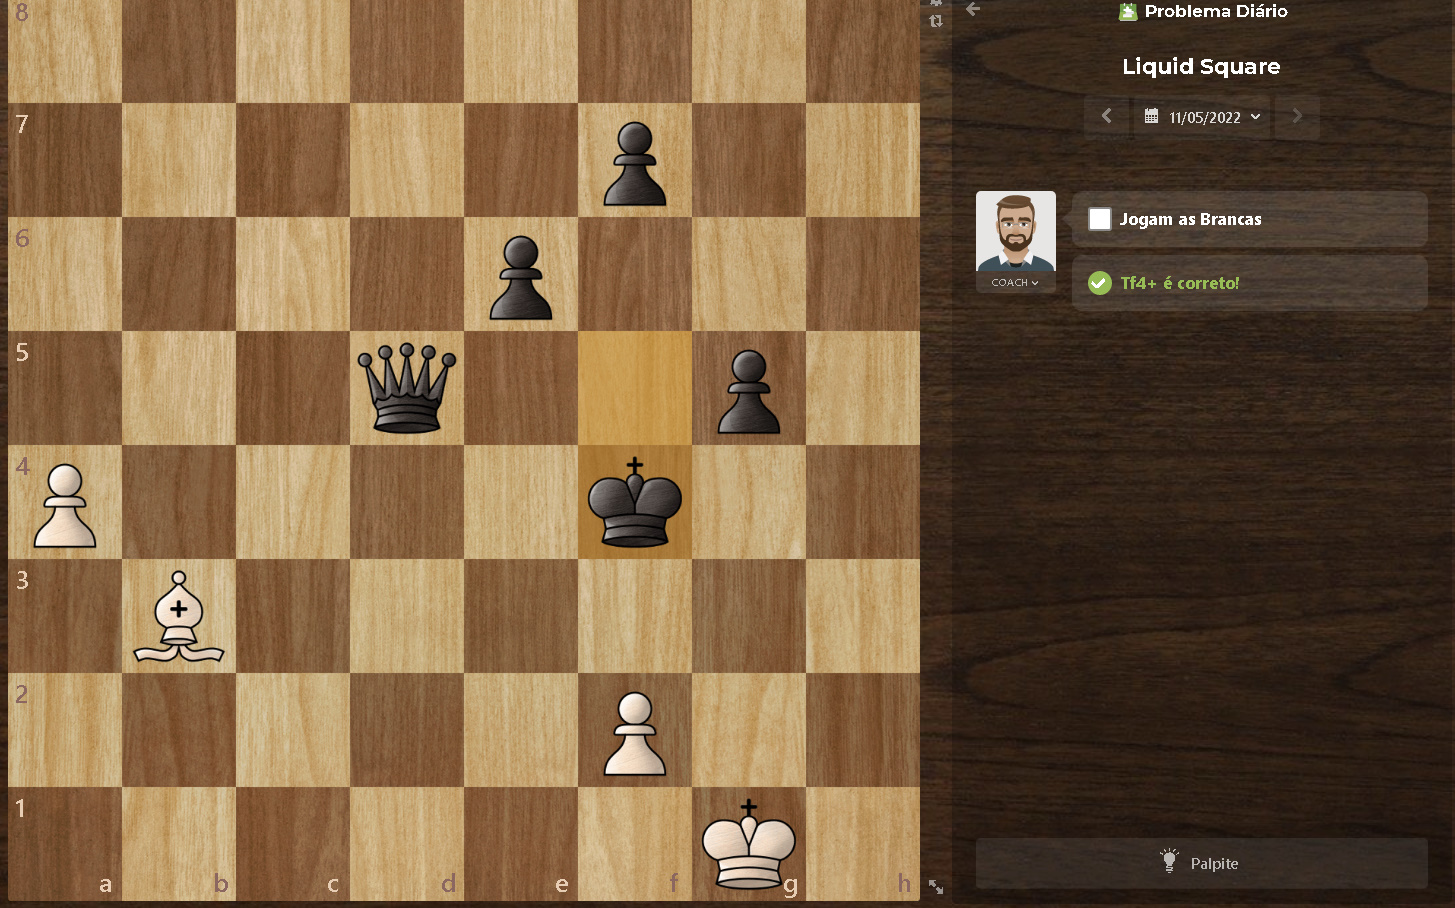 8
7
6
5
4
3
2
1
a b c d e f g h
Problema Diário
Liquid Square
11/05/2022
Jogam as Brancas
COACH
Tf4+ é correto!
Palpite